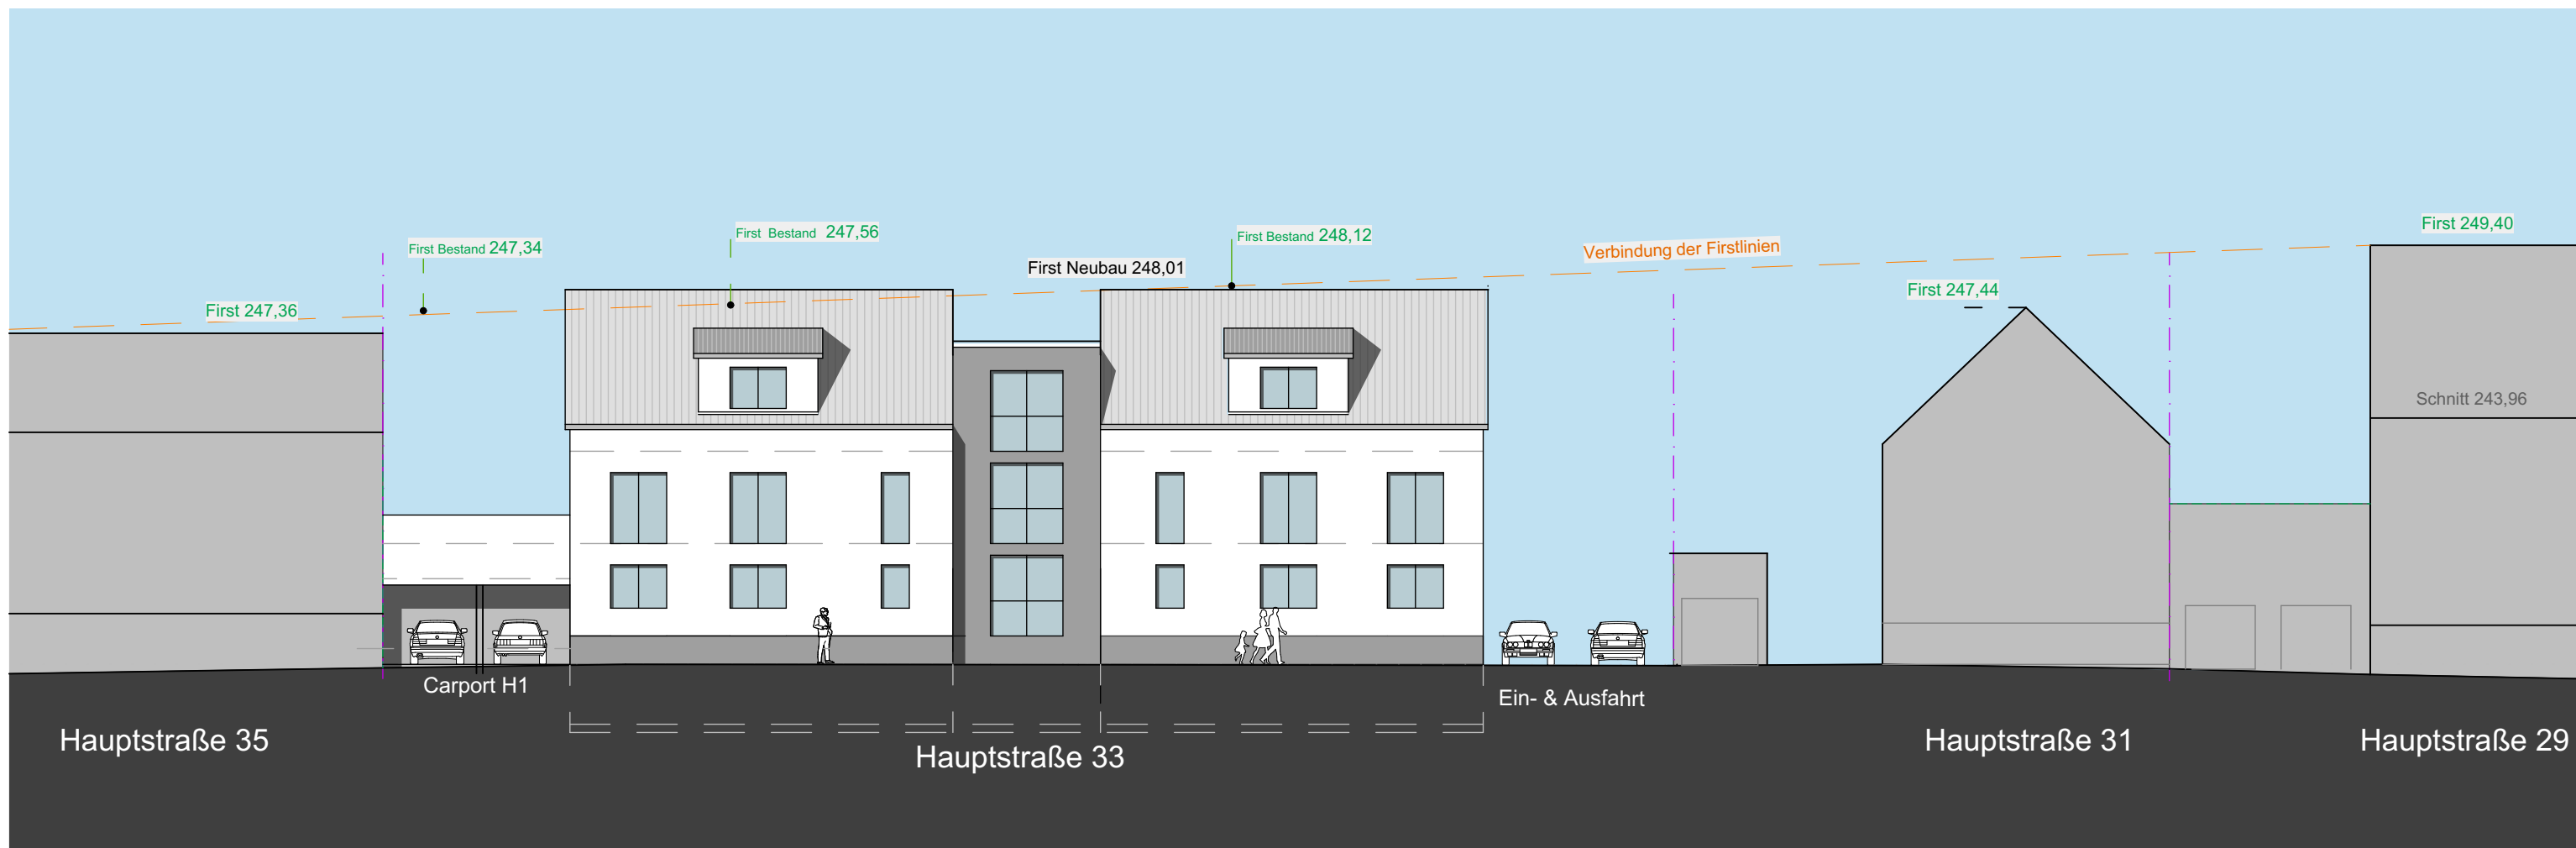 First 249,40
First Bestand 247,56
First Bestand 248,12
First Bestand 247,34
Verbindung der Firstlinien
First Neubau 248,01
First 247,44
First 247,36
Schnitt 243,96
Carport H1
Ein- & Ausfahrt
Hauptstraße 35
Hauptstraße 33
Hauptstraße 31
Hauptstraße 29